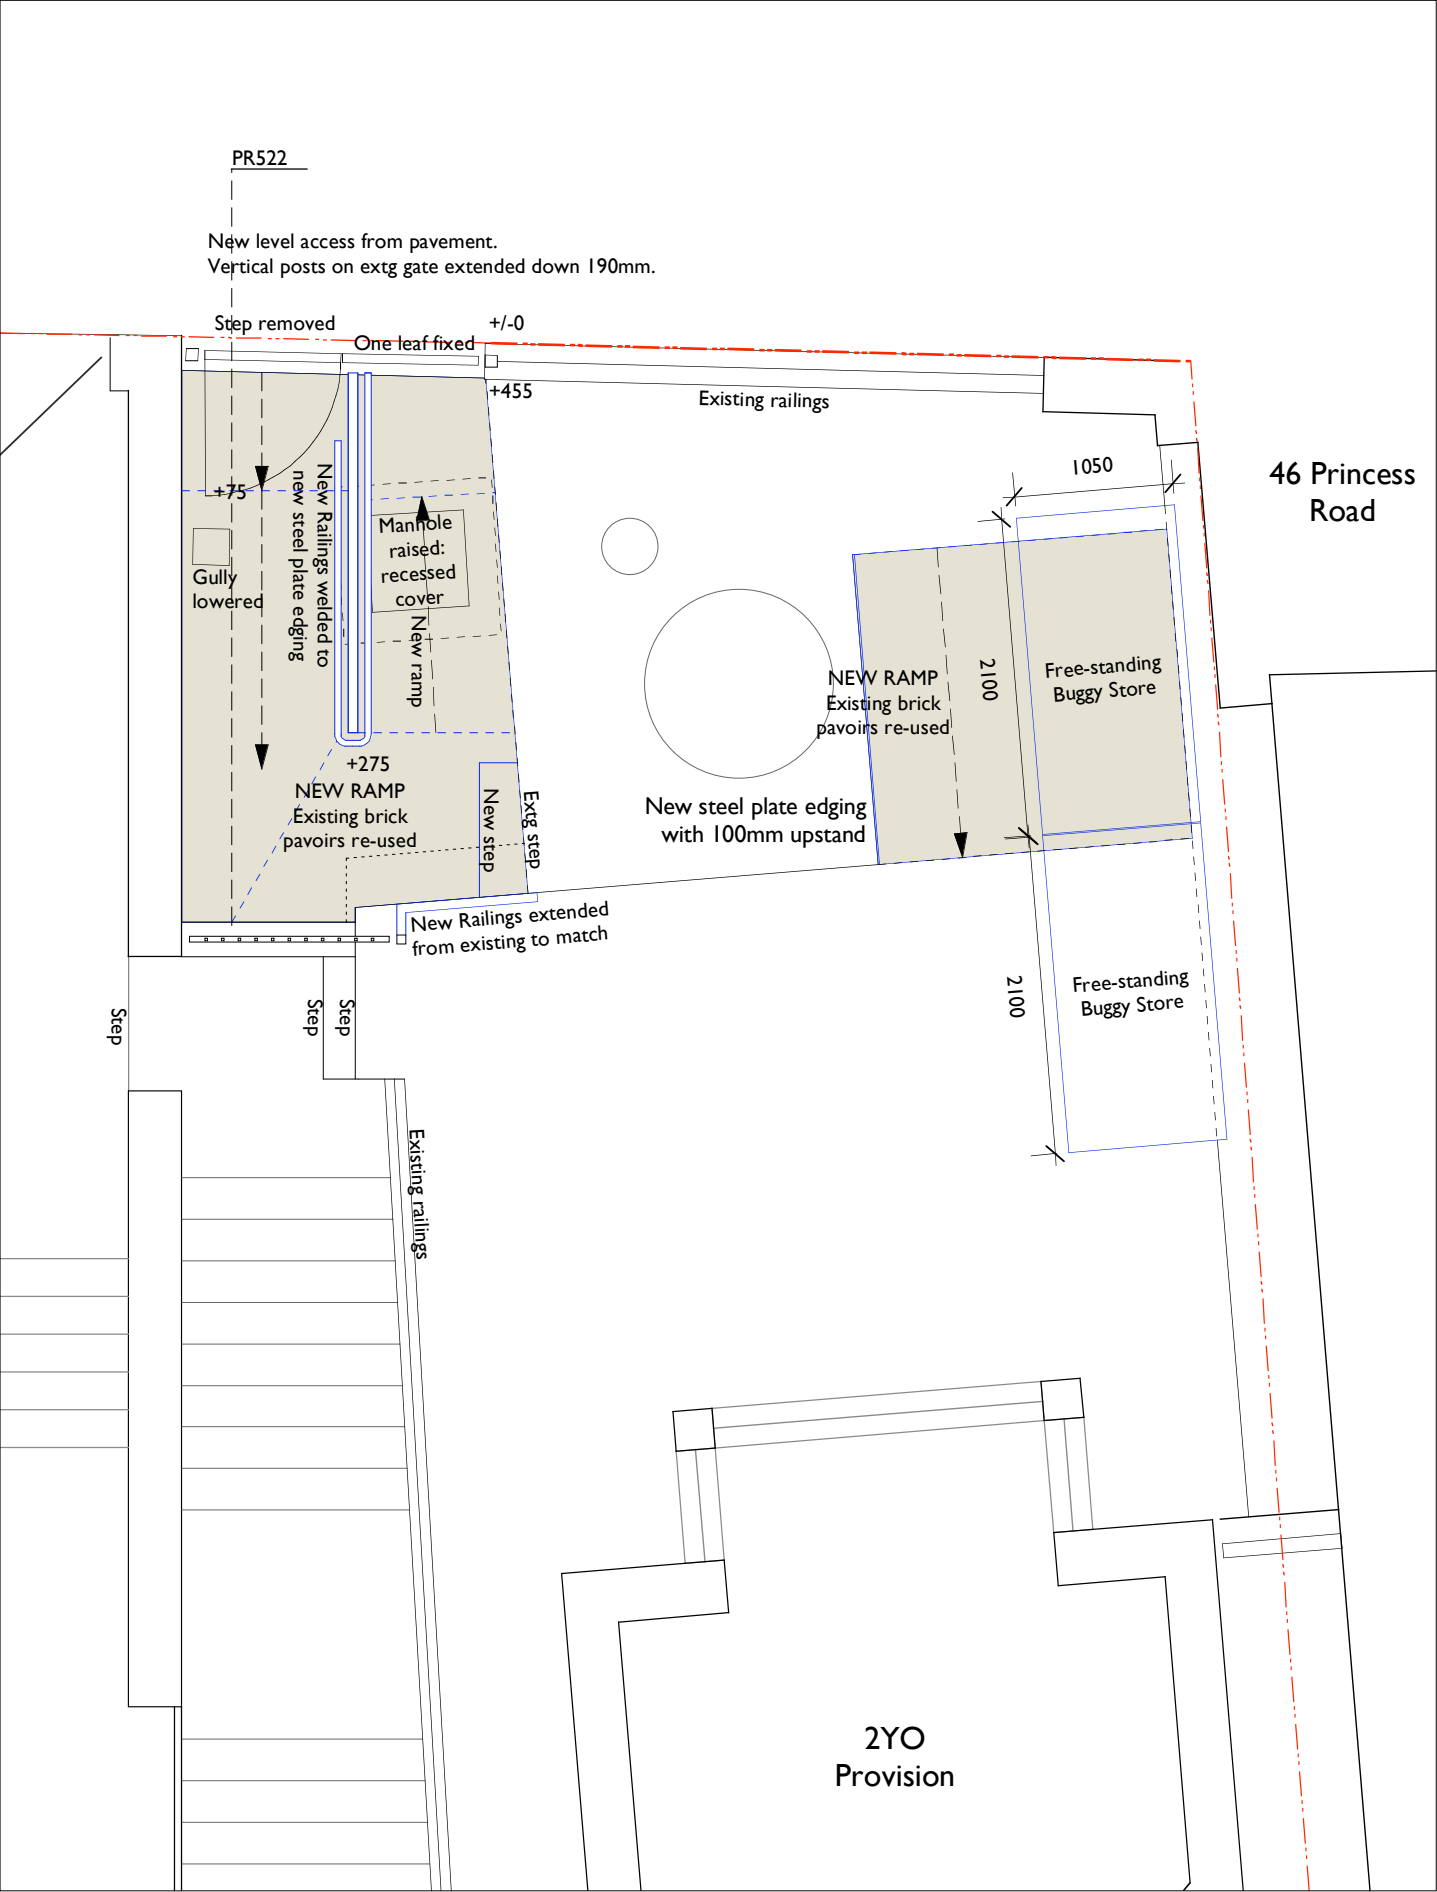 PR522
New level access from pavement.
Vertical posts on extg gate extended down 190mm.
Step removed
One leaf fixed
+/-0
+455
Existing railings
1050
46 Princess
Road
+75
New Railings welded to
new steel plate edging
Manhole
raised:
recessed
cover
Gully
lowered
New ramp
2100
Free-standing
Buggy Store
NEW RAMP
Existing brick
pavoirs re-used
+275
NEW RAMP
Existing brick
pavoirs re-used
New step
Extg step
New steel plate edging
with 100mm upstand
New Railings extended
from existing to match
2100
Free-standing
Buggy Store
Step
Step
Step
Existing railings
2YO
Provision